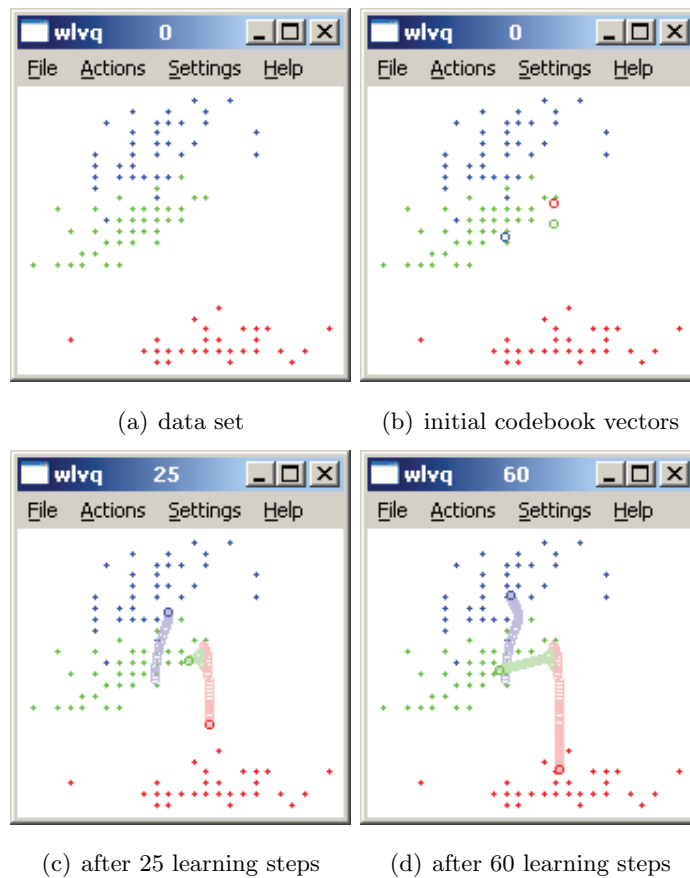 wlvq 0
File Actions Settings Help
wlvq 0
File Actions Settings Help
(a) data set
(b) initial codebook vectors
wlvq 25
File Actions Settings Help
wlvq 60
File Actions Settings Help
(c) after 25 learning steps
(d) after 60 learning steps